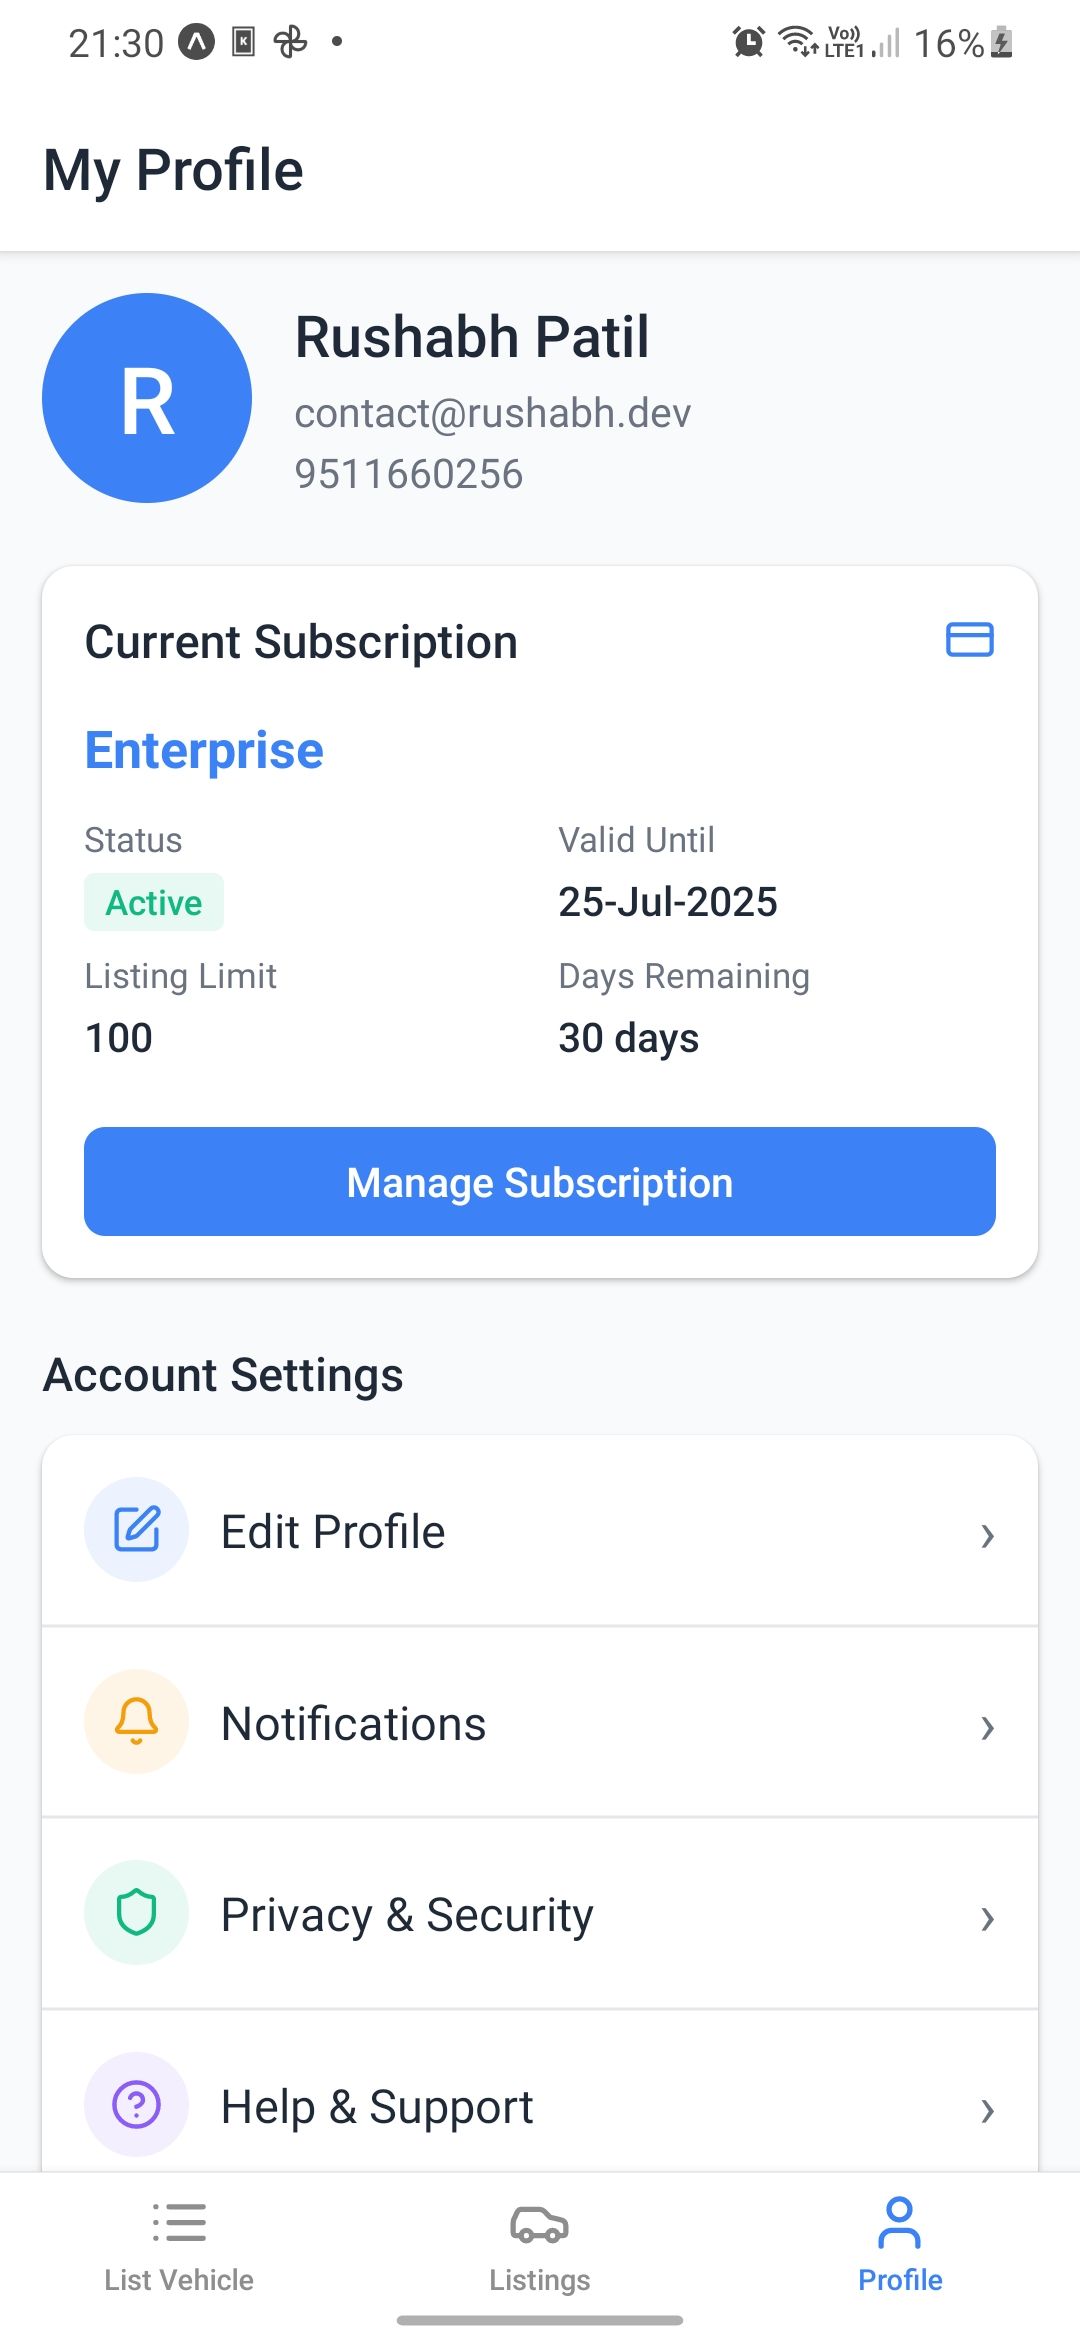 21:30
Vo))
LTE1
16%
My Profile
R
Rushabh Patil
contact@rushabh.dev
9511660256
Current Subscription
Enterprise
Status
Valid Until
Active
25-Jul-2025
Listing Limit
Days Remaining
100
30 days
Manage Subscription
Account Settings
Edit Profile
Notifications
Privacy & Security
Help & Support
List Vehicle
Listings
Profile